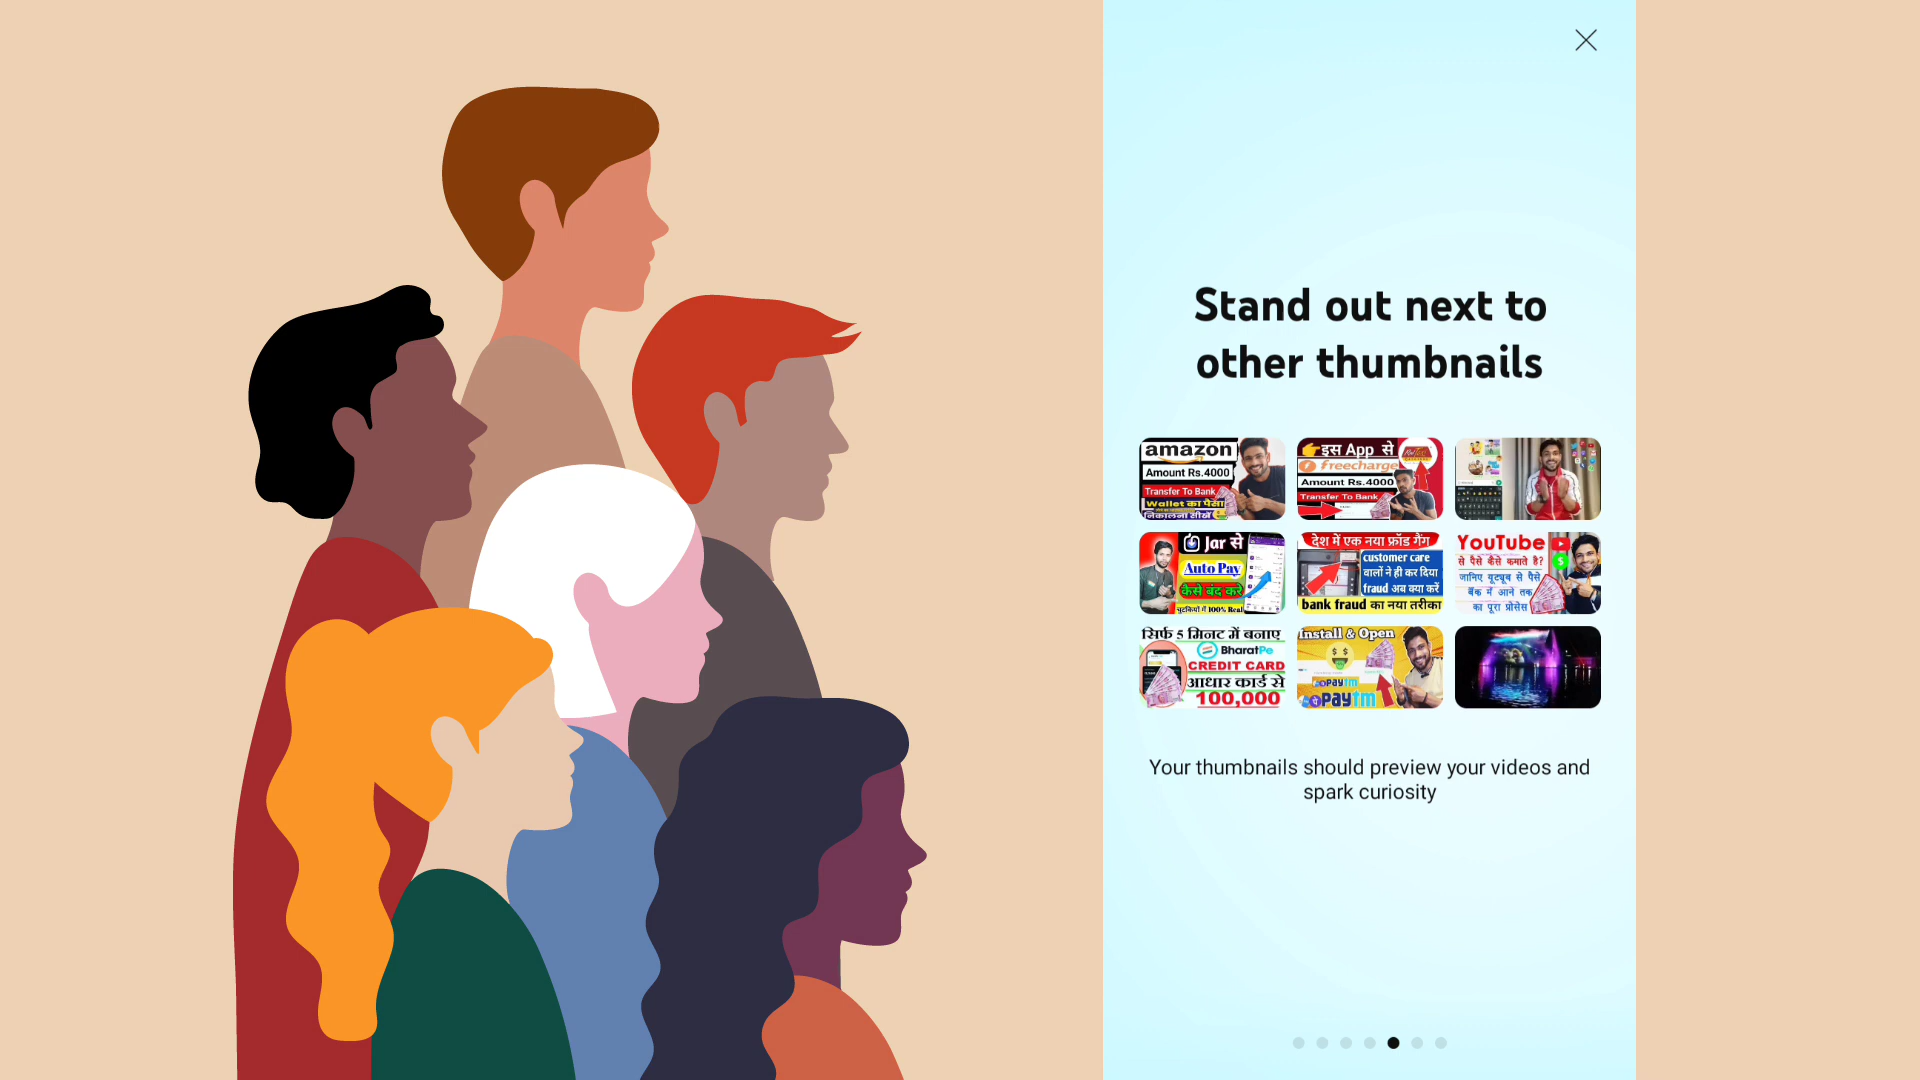 Stand out next to
other thumbnails
amazon
Amount Rs.4000
Transfer To Bank
Wallet का पैसा
निकालना सीखें
इस App से
freecharge
Amount Rs.4000
Transfer To Bank
Jar से
Auto Pay
कैसे बंद करे
चुटकियों में 100% Real
देश में एक नया फ्रॉड गैंग
customer care
वालों ने ही कर दिया
fraud अब क्या करें
bank fraud का नया तरीका
YouTube
से पैसे कैसे कमाते है?
जानिए यूट्यूब से पैसे
बैंक में आने तक
का पूरा प्रोसेस
सिर्फ 5 मिनट में बनाए
BharatPe
CREDIT CARD
आधार कार्ड से
100,000
Install & Open
paytm
paytm
Your thumbnails should preview your videos and
spark curiosity